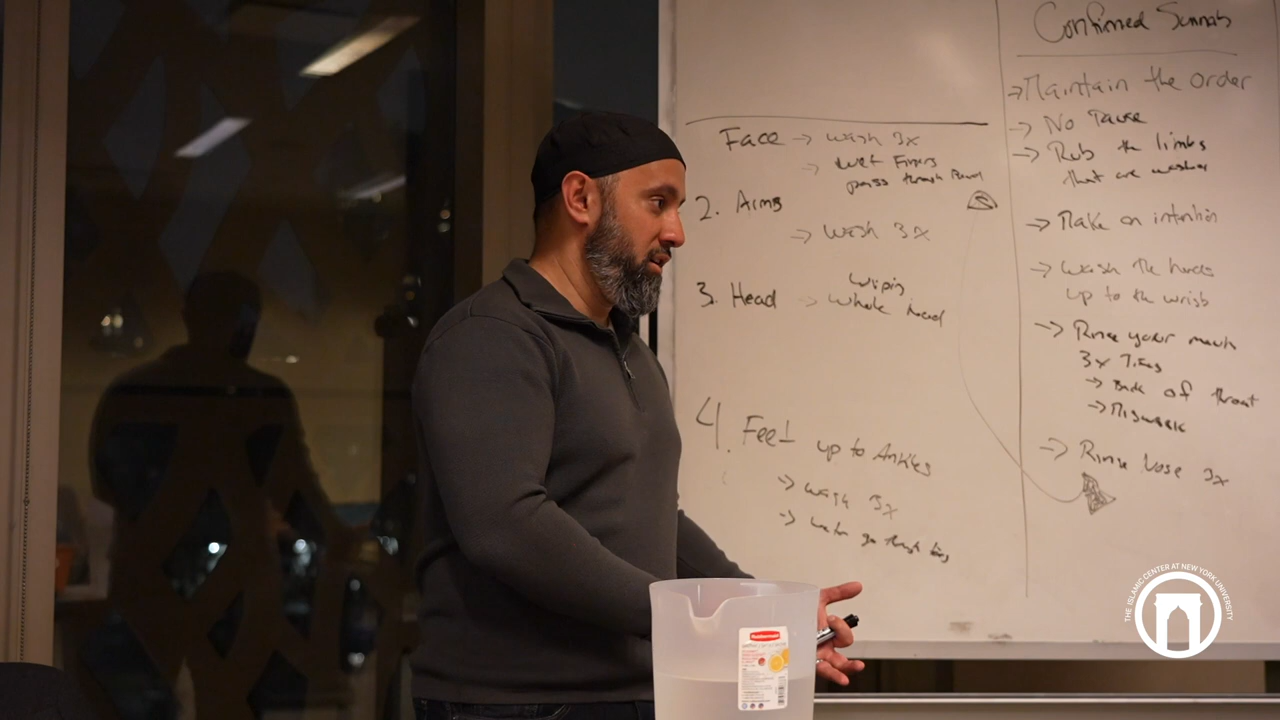 Face → wash 3x
→ wet Fingers
pass through Beard
2. Arms
→ wash 3x
3. Head → wiping
whole head
4. Feet up to Ankles
→ wash 3x
→ water go through toes
Confirmed Sunnah
→ Maintain the order
→ No Pause
→ Rub the limbs
that are washed
→ Make an intention
→ wash the hands
up to the wrists
→ Rinse your mouth
3x Times
→ Back of throat
→ Miswak
→ Rinse Nose 3x
Rubbermaid
THE ISLAMIC CENTER AT NEW YORK UNIVERSITY